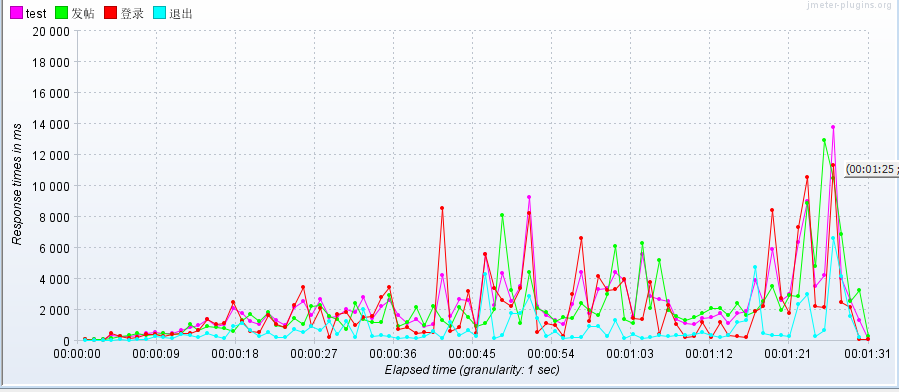 jmeter-plugins.org
test 发帖 登录 退出
20 000
18 000
16 000
14 000
12 000
10 000
8 000
6 000
4 000
2 000
0
Response times in ms
(00:01:25 ;
00:00:00 00:00:09 00:00:18 00:00:27 00:00:36 00:00:45 00:00:54 00:01:03 00:01:12 00:01:21 00:01:31
Elapsed time (granularity: 1 sec)